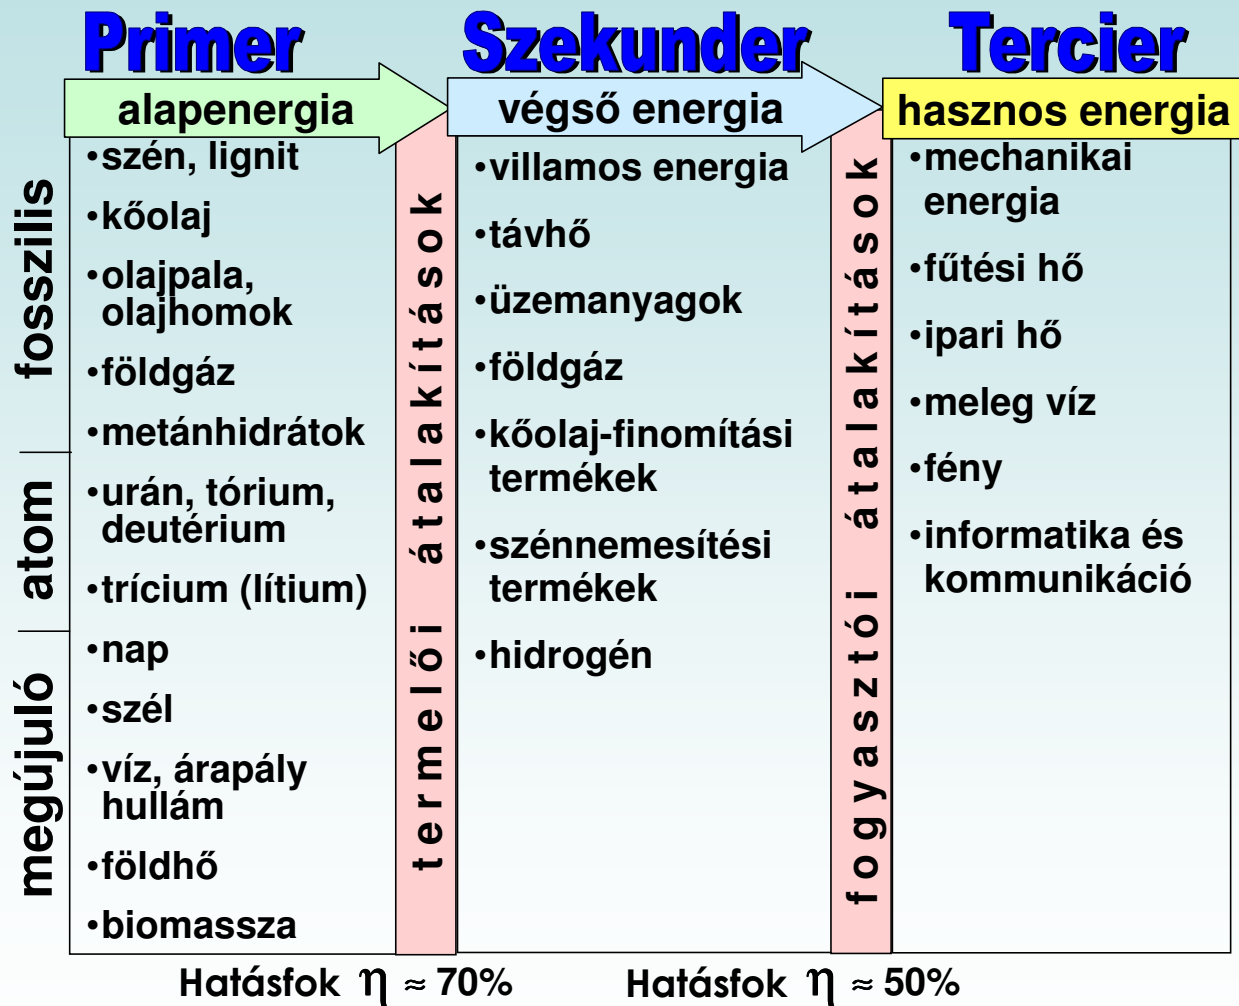 Primer
alapenergia
fosszilis
•szén, lignit
•kőolaj
•olajpala,
olajhomok
•földgáz
•metánhidrátok
atom
•urán, tórium,
deutérium
•trícium (lítium)
megújuló
•nap
•szél
•víz, árapály
hullám
•földhő
•biomassza
termelői átalakítások
Hatásfok η ≈ 70%
Szekunder
végső energia
•villamos energia
•távhő
•üzemanyagok
•földgáz
•kőolaj-finomítási
termékek
•szénnemesítési
termékek
•hidrogén
fogyasztói átalakítások
Hatásfok η ≈ 50%
Tercier
hasznos energia
•mechanikai
energia
•fűtési hő
•ipari hő
•meleg víz
•fény
•informatika és
kommunikáció